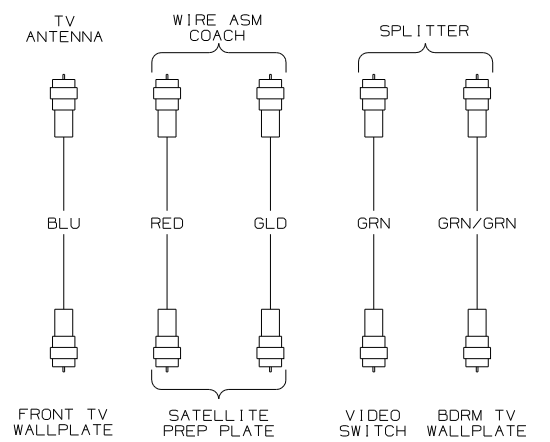 TV
ANTENNA
WIRE ASM
COACH
SPLITTER
BLU
RED
GLD
GRN
GRN/GRN
FRONT TV
WALLPLATE
SATELLITE
PREP PLATE
VIDEO
SWITCH
BDRM TV
WALLPLATE